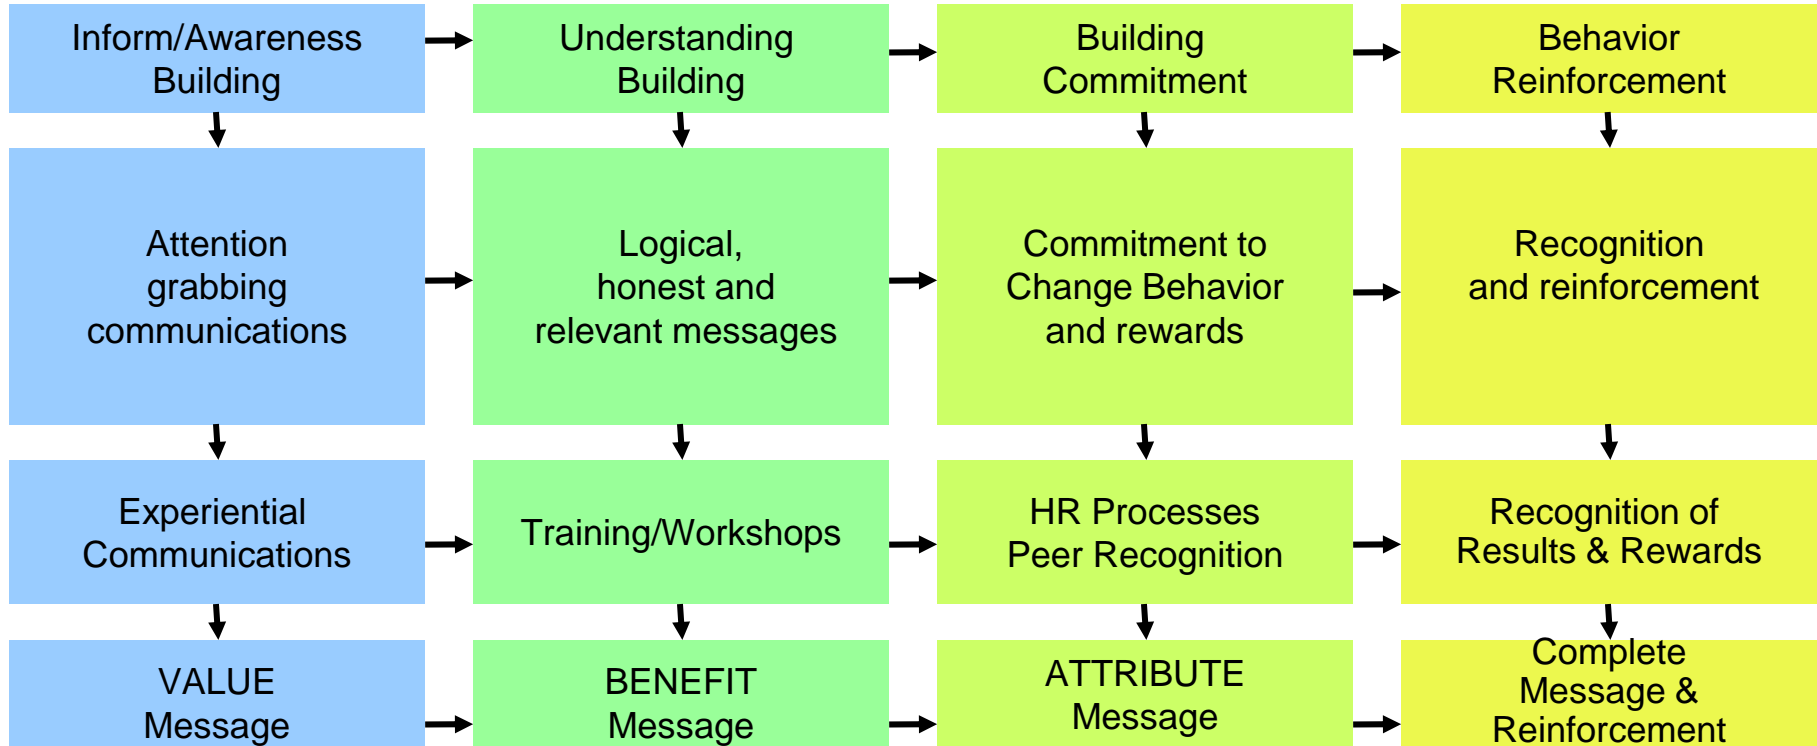 Inform/Awareness
Building
Understanding
Building
Building
Commitment
Behavior
Reinforcement
Attention
grabbing
communications
Logical,
honest and
relevant messages
Commitment to
Change Behavior
and rewards
Recognition
and reinforcement
Experiential
Communications
Training/Workshops
HR Processes
Peer Recognition
Recognition of
Results & Rewards
VALUE
Message
BENEFIT
Message
ATTRIBUTE
Message
Complete
Message &
Reinforcement